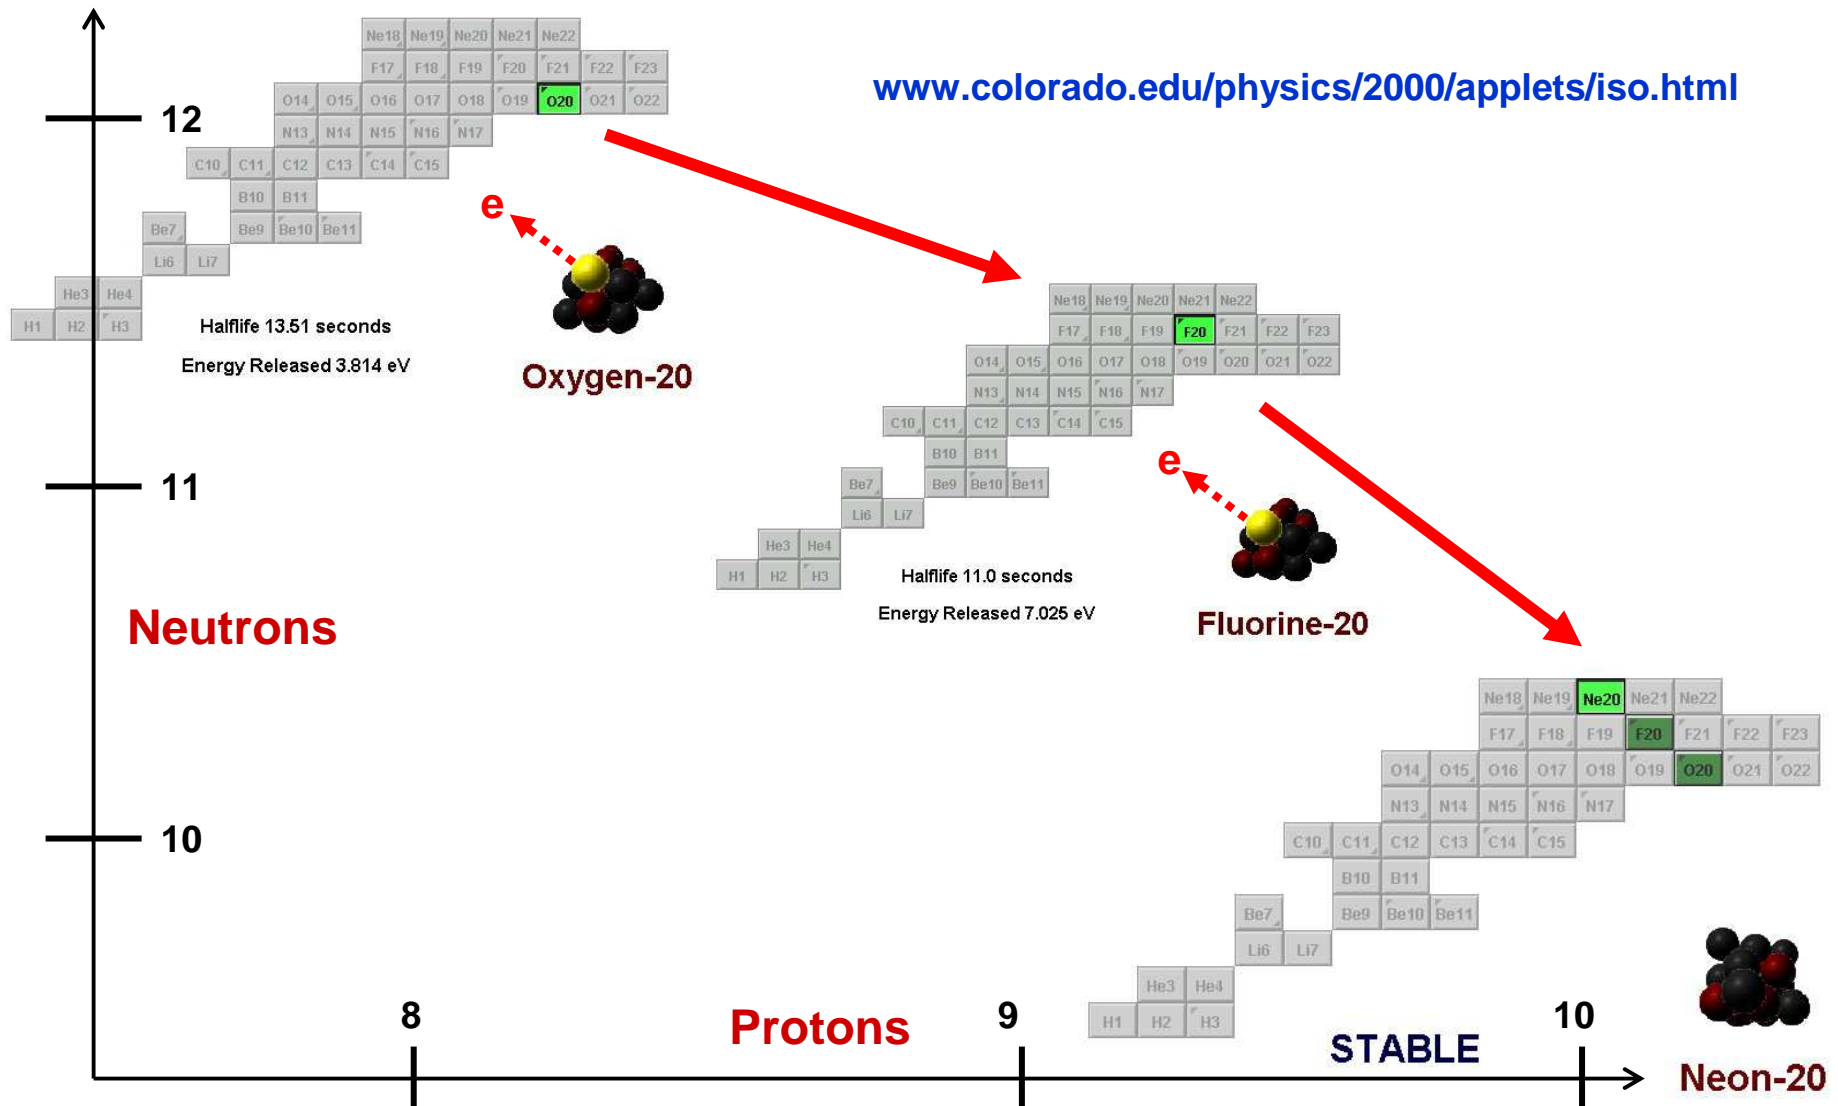 www.colorado.edu/physics/2000/applets/iso.html
Ne18 Ne19 Ne20 Ne21 Ne22
F17 F18 F19 F20 F21 F22 F23
O14 O15 O16 O17 O18 O19 O20 O21 O22
N13 N14 N15 N16 N17
C10 C11 C12 C13 C14 C15
B10 B11
Be7 Be9 Be10 Be11
Li6 Li7
He3 He4
H1 H2 H3
12
e
Halflife 13.51 seconds
Energy Released 3.814 eV
Oxygen-20
Ne18 Ne19 Ne20 Ne21 Ne22
F17 F18 F19 F20 F21 F22 F23
O14 O15 O16 O17 O18 O19 O20 O21 O22
N13 N14 N15 N16 N17
C10 C11 C12 C13 C14 C15
B10 B11
Be7 Be9 Be10 Be11
Li6 Li7
He3 He4
H1 H2 H3
11
e
Halflife 11.0 seconds
Energy Released 7.025 eV
Fluorine-20
Neutrons
Ne18 Ne19 Ne20 Ne21 Ne22
F17 F18 F19 F20 F21 F22 F23
O14 O15 O16 O17 O18 O19 O20 O21 O22
N13 N14 N15 N16 N17
C10 C11 C12 C13 C14 C15
B10 B11
Be7 Be9 Be10 Be11
Li6 Li7
He3 He4
H1 H2 H3
10
8
Protons
9
10
STABLE
Neon-20